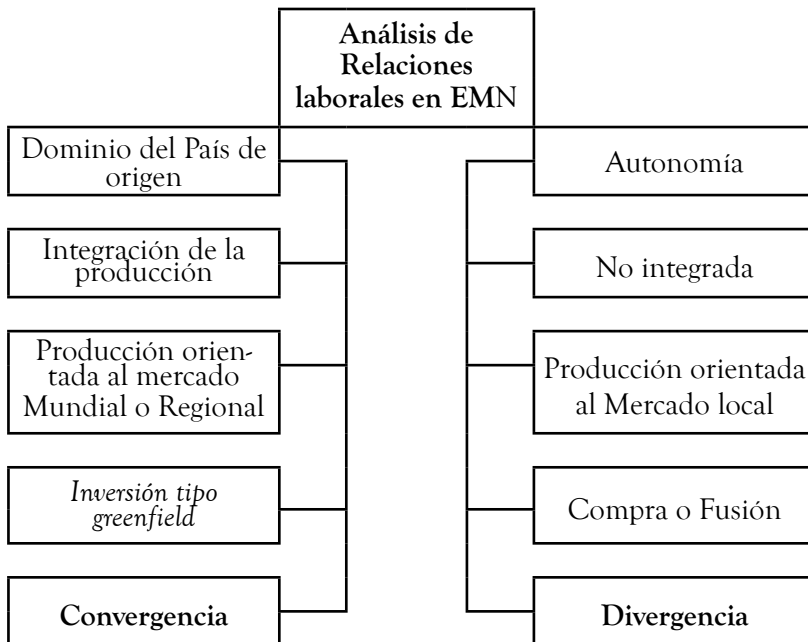 Análisis de
Relaciones
laborales en EMN
Dominio del País de
origen
Autonomía
Integración de la
producción
No integrada
Producción orien-
tada al mercado
Mundial o Regional
Producción orientada
al Mercado local
Inversión tipo
greenfield
Compra o Fusión
Convergencia
Divergencia